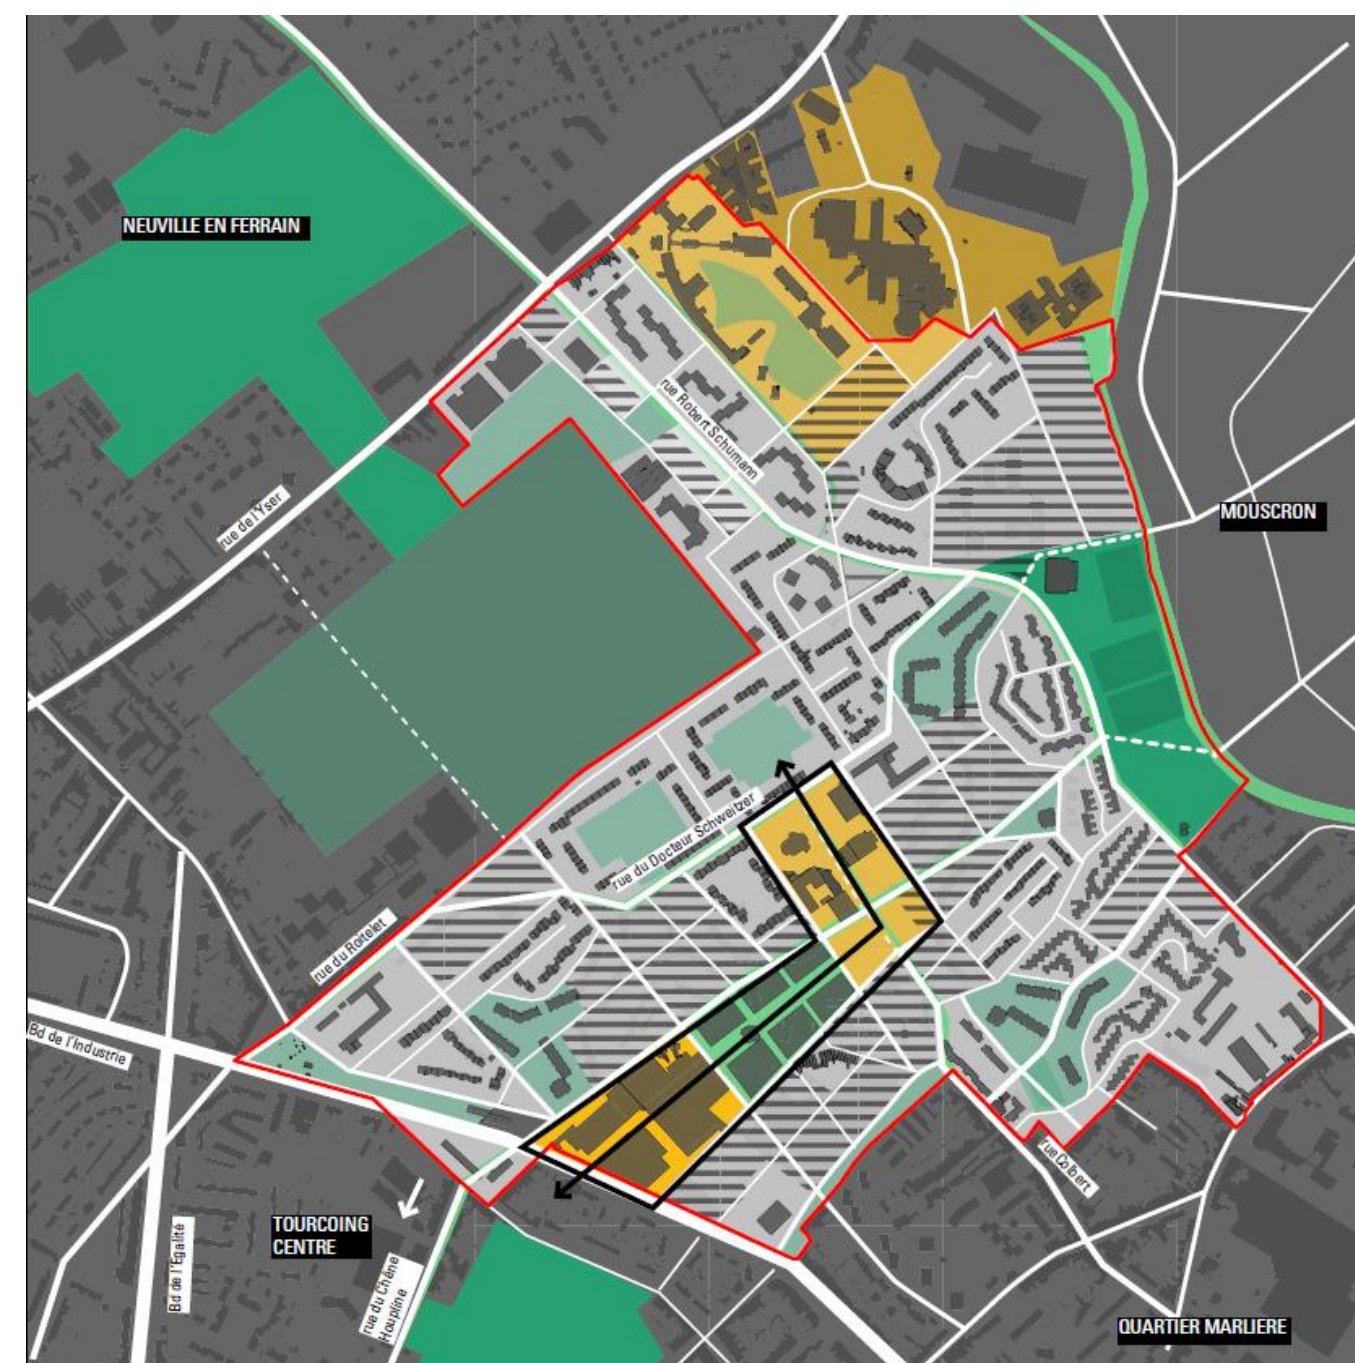 NEUVILLE EN FERRAIN
rue Robert Schumann
rue de l'Yser
MOUSCRON
rue du Docteur Schweitzer
rue du Roitelet
Bd de l'Industrie
rue Colbert
TOURCOING
CENTRE
Bd de l'Egalité
rue du Chêne
Houpline
QUARTIER MARLIERE